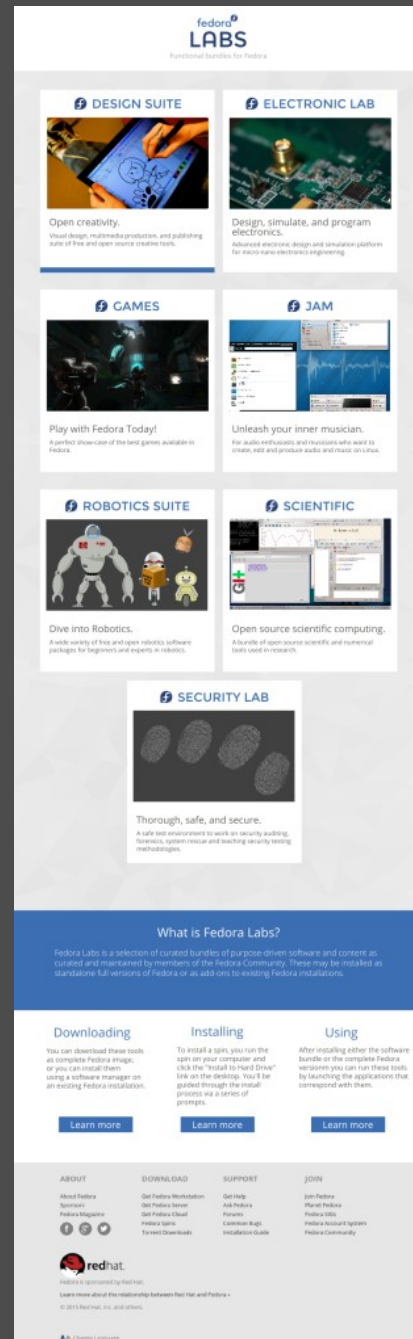 fedora
LABS
Functional bundles for Fedora
DESIGN SUITE
Open creativity.
Visual design, multimedia production, and publishing
suite of free and open source creative tools.
ELECTRONIC LAB
Design, simulate, and program
electronics.
Advanced electronic design and simulation platform
for micro-nano electronics engineering.
GAMES
Play with Fedora Today!
A perfect show-case of the best games available in
Fedora.
JAM
Unleash your inner musician.
For audio enthusiasts and musicians who want to
create, edit and produce audio and music on Linux.
ROBOTICS SUITE
Dive into Robotics.
A wide variety of free and open robotics software
packages for beginners and experts in robotics.
SCIENTIFIC
Git
Open source scientific computing.
A bundle of open source scientific and numerical
tools used in research.
SECURITY LAB
Thorough, safe, and secure.
A safe test environment to work on security auditing,
forensics, system rescue and teaching security testing
methodologies.
What is Fedora Labs?
Fedora Labs is a selection of curated bundles of purpose-driven software and content as
curated and maintained by members of the Fedora Community. These may be installed as
standalone full versions of Fedora or as add-ons to existing Fedora installations.
Downloading
You can download these tools
as complete Fedora image,
or you can install them
using a software manager on
an existing Fedora installation.
Learn more
Installing
To install a spin, you run the
spin on your computer and
click the "Install to Hard Drive"
link on the desktop. You'll be
guided through the install
process via a series of
prompts.
Learn more
Using
After installing either the software
bundle or the complete Fedora
versionm you can run these tools
by launching the applications that
correspond with them.
Learn more
ABOUT
About Fedora
Sponsors
Fedora Magazine
DOWNLOAD
Get Fedora Workstation
Get Fedora Server
Get Fedora Cloud
Fedora Spins
Torrent Downloads
SUPPORT
Get Help
Ask Fedora
Forums
Common Bugs
Installation Guide
JOIN
Join Fedora
Planet Fedora
Fedora SIGs
Fedora Account System
Fedora Community
redhat.
Fedora is sponsored by Red Hat.
Learn more about the relationship between Red Hat and Fedora »
© 2015 Red Hat, Inc. and others.
Change Language